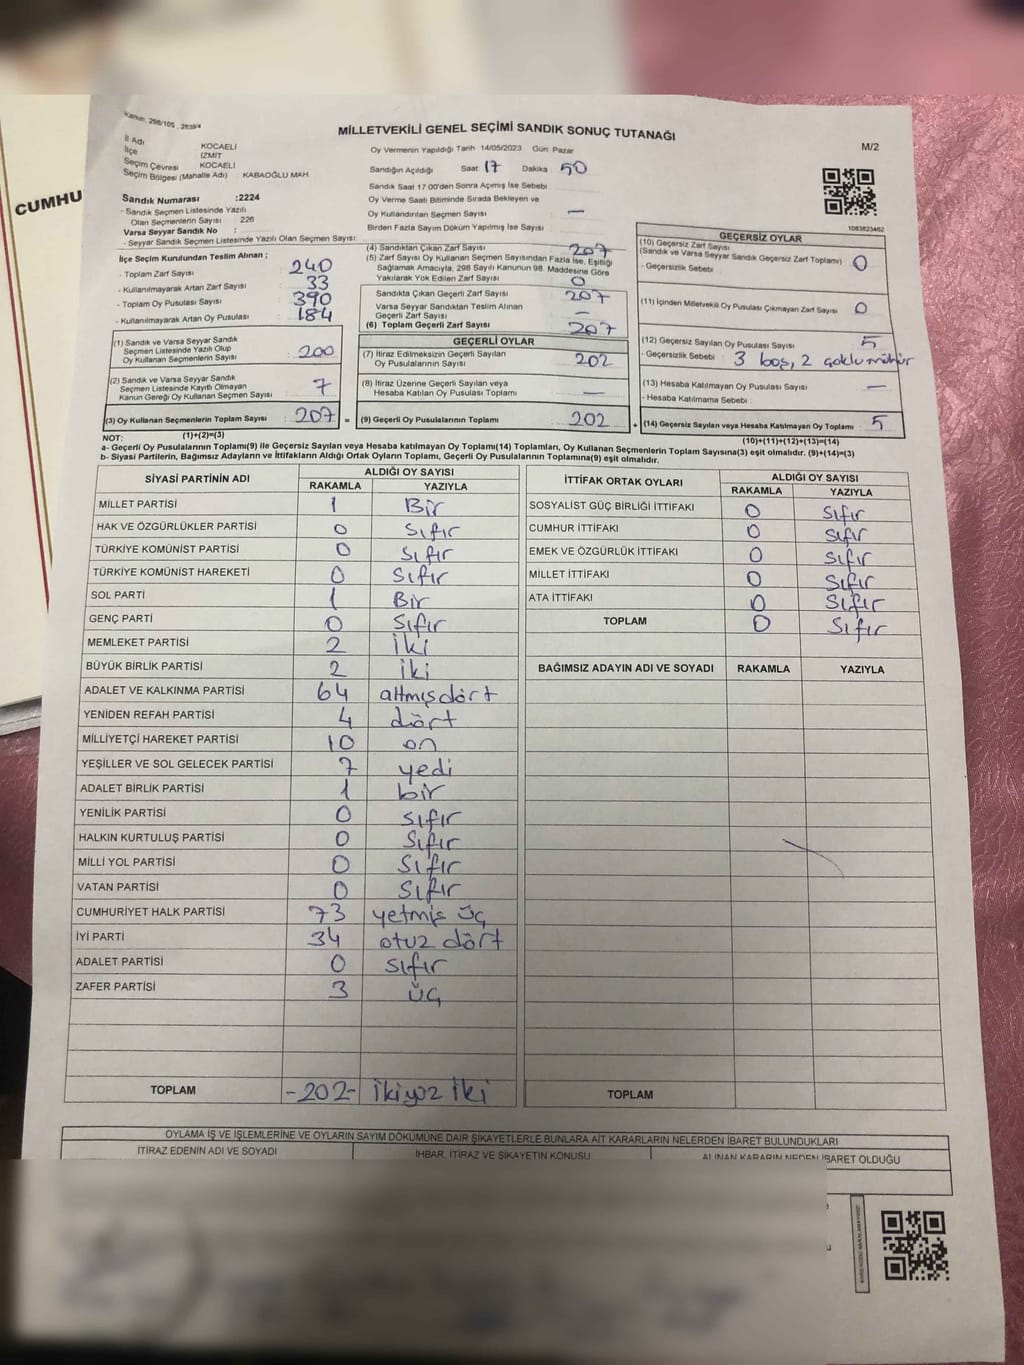 CUMHU
Kanun, 298/105, 2839/4
MİLLETVEKİLİ GENEL SEÇİMİ SANDIK SONUÇ TUTANAĞI
M/2
İl Adı KOCAELİ
İlçe İZMİT
Seçim Çevresi KOCAELİ
Seçim Bölgesi (Mahalle Adı) KABAOĞLU MAH.
Oy Vermenin Yapıldığı Tarih 14/05/2023 Gün: Pazar
Sandığın Açıldığı Saat 17 Dakika 50
Sandık Saat 17.00'den Sonra Açılmış İse Sebebi
Oy Verme Saati Bitiminde Sırada Bekleyen ve
Oy Kullandırılan Seçmen Sayısı —
Birden Fazla Sayım Döküm Yapılmış İse Sayısı
1083823462
Sandık Numarası :2224
- Sandık Seçmen Listesinde Yazılı
Olan Seçmenlerin Sayısı : 226
Varsa Seyyar Sandık No :
- Seyyar Sandık Seçmen Listesinde Yazılı Olan Seçmen Sayısı:
İlçe Seçim Kurulundan Teslim Alınan ;
- Toplam Zarf Sayısı : 240
- Kullanılmayarak Artan Zarf Sayısı : 33
- Toplam Oy Pusulası Sayısı : 390
- Kullanılmayarak Artan Oy Pusulası : 184
(1) Sandık ve Varsa Seyyar Sandık
Seçmen Listesinde Yazılı Olup
Oy Kullanan Seçmenlerin Sayısı : 200
(2) Sandık ve Varsa Seyyar Sandık
Seçmen Listesinde Kayıtlı Olmayan
Kanun Gereği Oy Kullanan Seçmen Sayısı : 7
(3) Oy Kullanan Seçmenlerin Toplam Sayısı : 207 =
(1)+(2)=(3)
(4) Sandıktan Çıkan Zarf Sayısı : 207
(5) Zarf Sayısı Oy Kullanan Seçmen Sayısından Fazla İse, Eşitliği
Sağlamak Amacıyla, 298 Sayılı Kanunun 98. Maddesine Göre
Yakılarak Yok Edilen Zarf Sayısı : 0
Sandıkta Çıkan Geçerli Zarf Sayısı : 207
Varsa Seyyar Sandıktan Teslim Alınan
Geçerli Zarf Sayısı : —
(6) Toplam Geçerli Zarf Sayısı : 207
GEÇERLİ OYLAR
(7) İtiraz Edilmeksizin Geçerli Sayılan
Oy Pusulalarının Sayısı : 202
(8) İtiraz Üzerine Geçerli Sayılan veya
Hesaba Katılan Oy Pusulası Toplamı : —
(9) Geçerli Oy Pusulalarının Toplamı : 202 +
GEÇERSİZ OYLAR
(10) Geçersiz Zarf Sayısı
(Sandık ve Varsa Seyyar Sandık Geçersiz Zarf Toplamı) : 0
- Geçersizlik Sebebi :
(11) İçinden Milletvekili Oy Pusulası Çıkmayan Zarf Sayısı : 0
(12) Geçersiz Sayılan Oy Pusulası Sayısı : 5
- Geçersizlik Sebebi : 3 boş, 2 çoklu mühür
(13) Hesaba Katılmayan Oy Pusulası Sayısı : —
- Hesaba Katılmama Sebebi :
(14) Geçersiz Sayılan veya Hesaba Katılmayan Oy Toplamı : 5
(10)+(11)+(12)+(13)=(14)
NOT:
a- Geçerli Oy Pusulalarının Toplamı(9) ile Geçersiz Sayılan veya Hesaba katılmayan Oy Toplamı(14) Toplamları, Oy Kullanan Seçmenlerin Toplam Sayısına(3) eşit olmalıdır. (9)+(14)=(3)
b- Siyasi Partilerin, Bağımsız Adayların ve İttifakların Aldığı Ortak Oyların Toplamı, Geçerli Oy Pusulalarının Toplamına(9) eşit olmalıdır.
SİYASİ PARTİNİN ADI ALDIĞI OY SAYISI
RAKAMLA YAZIYLA
MİLLET PARTİSİ 1 Bir
HAK VE ÖZGÜRLÜKLER PARTİSİ 0 sıfır
TÜRKİYE KOMÜNİST PARTİSİ 0 sıfır
TÜRKİYE KOMÜNİST HAREKETİ 0 sıfır
SOL PARTİ 1 Bir
GENÇ PARTİ 0 sıfır
MEMLEKET PARTİSİ 2 iki
BÜYÜK BİRLİK PARTİSİ 2 iki
ADALET VE KALKINMA PARTİSİ 64 altmışdört
YENİDEN REFAH PARTİSİ 4 dört
MİLLİYETÇİ HAREKET PARTİSİ 10 on
YEŞİLLER VE SOL GELECEK PARTİSİ 7 yedi
ADALET BİRLİK PARTİSİ 1 bir
YENİLİK PARTİSİ 0 sıfır
HALKIN KURTULUŞ PARTİSİ 0 sıfır
MİLLİ YOL PARTİSİ 0 sıfır
VATAN PARTİSİ 0 sıfır
CUMHURİYET HALK PARTİSİ 73 yetmiş üç
İYİ PARTİ 34 otuz dört
ADALET PARTİSİ 0 sıfır
ZAFER PARTİSİ 3 üç
TOPLAM -202- ikiyüz iki
İTTİFAK ORTAK OYLARI ALDIĞI OY SAYISI
RAKAMLA YAZIYLA
SOSYALİST GÜÇ BİRLİĞİ İTTİFAKI 0 sıfır
CUMHUR İTTİFAKI 0 sıfır
EMEK VE ÖZGÜRLÜK İTTİFAKI 0 sıfır
MİLLET İTTİFAKI 0 sıfır
ATA İTTİFAKI 0 sıfır
TOPLAM 0 sıfır
BAĞIMSIZ ADAYIN ADI VE SOYADI RAKAMLA YAZIYLA
TOPLAM
OYLAMA İŞ VE İŞLEMLERİNE VE OYLARIN SAYIM DÖKÜMÜNE DAİR ŞİKAYETLERLE BUNLARA AİT KARARLARIN NELERDEN İBARET BULUNDUKLARI
İTİRAZ EDENİN ADI VE SOYADI İHBAR, İTİRAZ VE ŞİKAYETİN KONUSU ALINAN KARARIN NEDEN İBARET OLDUĞU